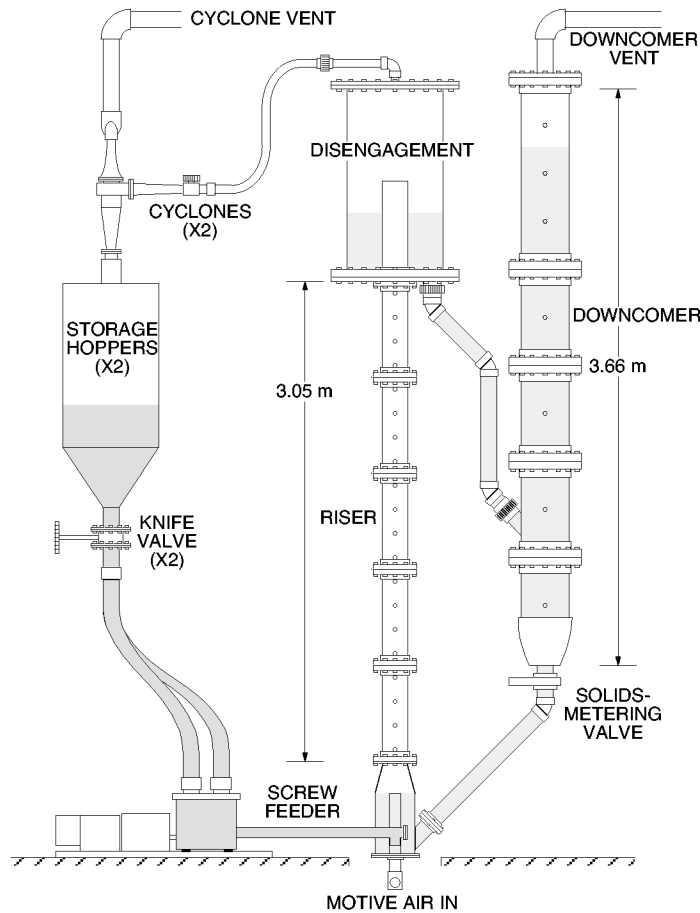 CYCLONE VENT
DOWNCOMER
VENT
DISENGAGEMENT
CYCLONES
(X2)
STORAGE
HOPPERS
(X2)
DOWNCOMER
3.05 m
3.66 m
RISER
KNIFE
VALVE
(X2)
SOLIDS-
METERING
VALVE
SCREW
FEEDER
MOTIVE AIR IN